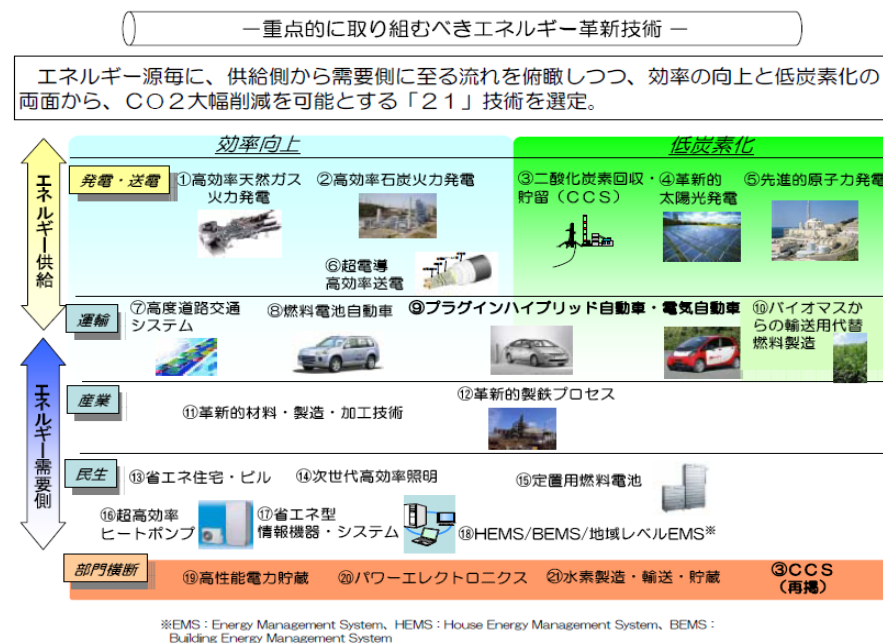 －重点的に取り組むべきエネルギー革新技術－
エネルギー源毎に、供給側から需要側に至る流れを俯瞰しつつ、効率の向上と低炭素化の
両面から、ＣＯ２大幅削減を可能とする「２１」技術を選定。
効率向上
低炭素化
エネルギー供給
発電・送電
①高効率天然ガス
火力発電
②高効率石炭火力発電
③二酸化炭素回収・
貯留（ＣＣＳ）
④革新的
太陽光発電
⑤先進的原子力発電
⑥超電導
高効率送電
運輸
⑦高度道路交通
システム
⑧燃料電池自動車
⑨プラグインハイブリッド自動車・電気自動車
⑩バイオマスか
らの輸送用代替
燃料製造
エネルギー需要側
産業
⑪革新的材料・製造・加工技術
⑫革新的製鉄プロセス
民生
⑬省エネ住宅・ビル
⑭次世代高効率照明
⑮定置用燃料電池
⑯超高効率
ヒートポンプ
⑰省エネ型
情報機器・システム
⑱HEMS/BEMS/地域レベルEMS※
部門横断
⑲高性能電力貯蔵
⑳パワーエレクトロニクス
㉑水素製造・輸送・貯蔵
③ＣＣＳ
（再掲）
※EMS：Energy Management System、HEMS：House Energy Management System、BEMS：
Building Energy Management System